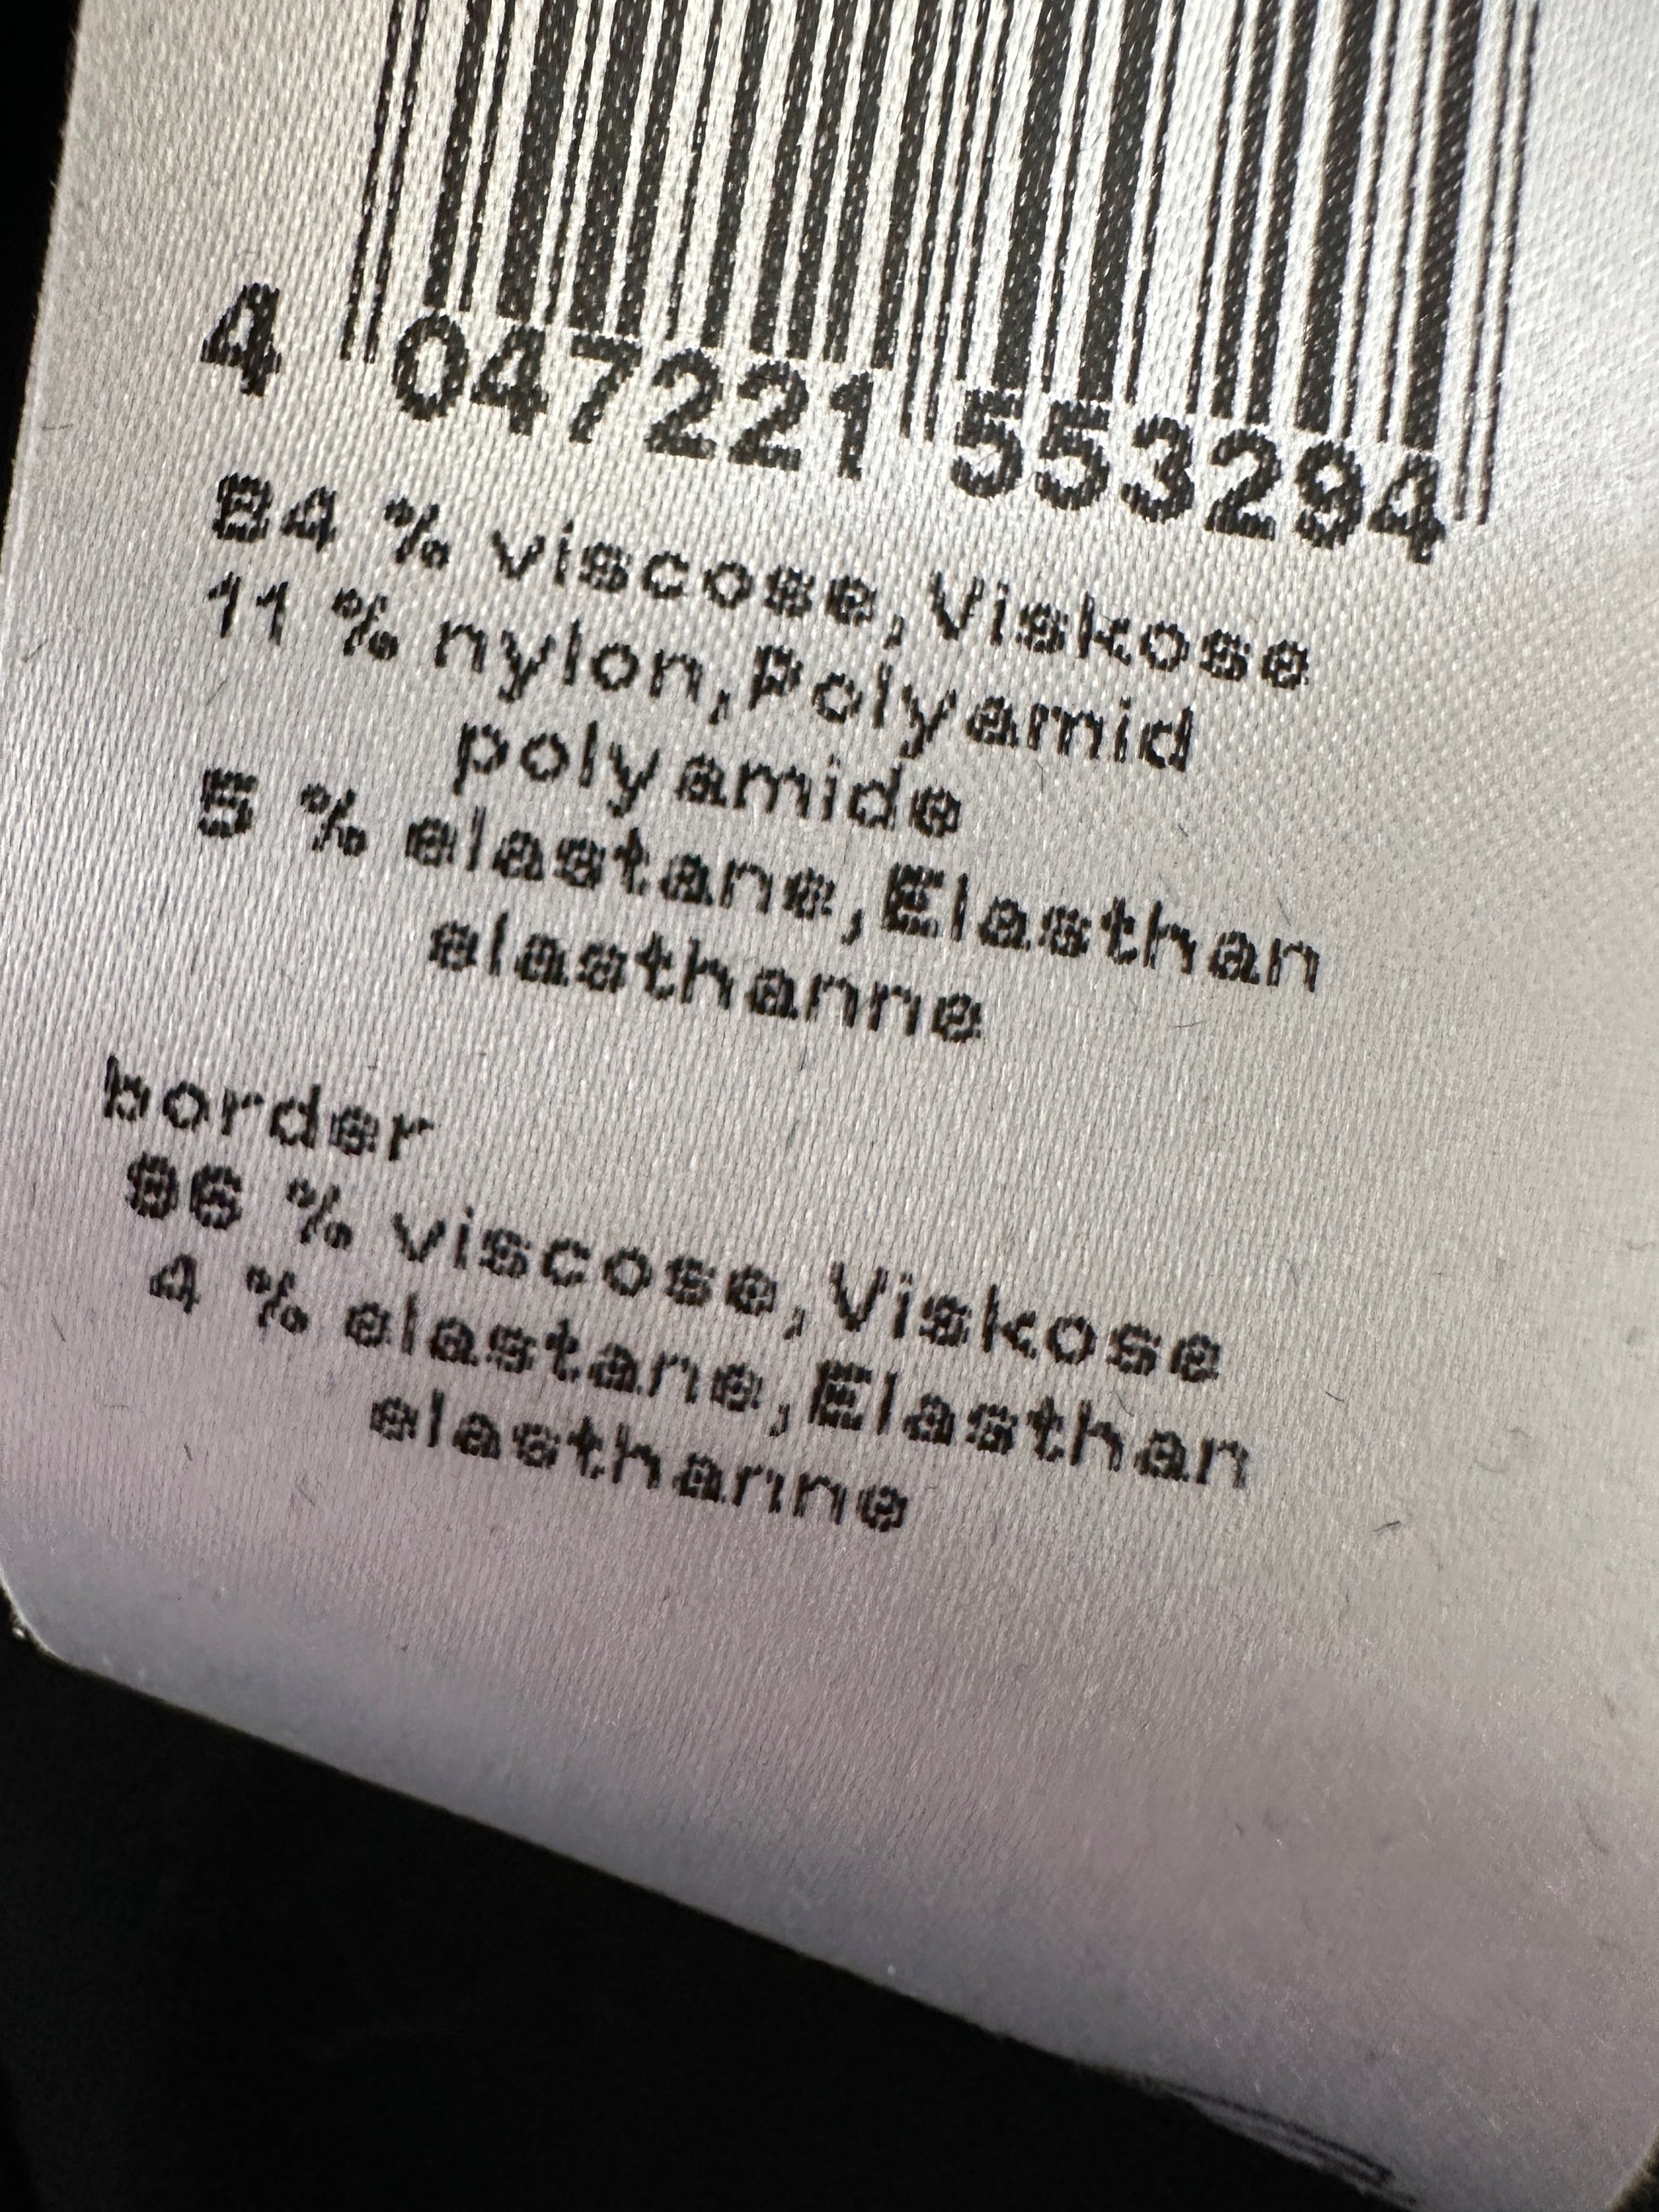 4 047221 553294
84 % viscose,Viskose
11 % nylon,Polyamid
polyamide
5 % elastane,Elasthan
elasthanne
border
96 % viscose,Viskose
4 % elastane,Elasthan
elasthanne